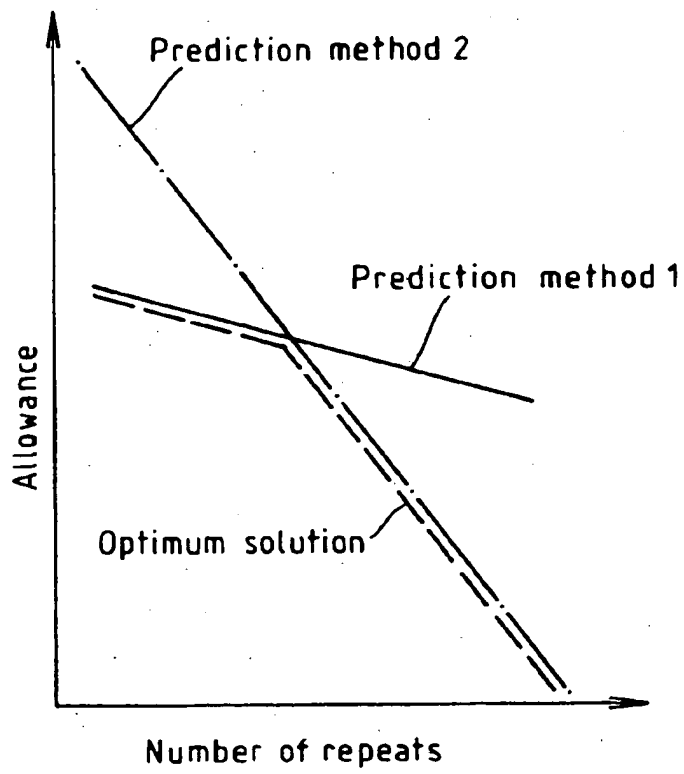 Prediction method 2
Prediction method 1
Allowance
Optimum solution
Number of repeats